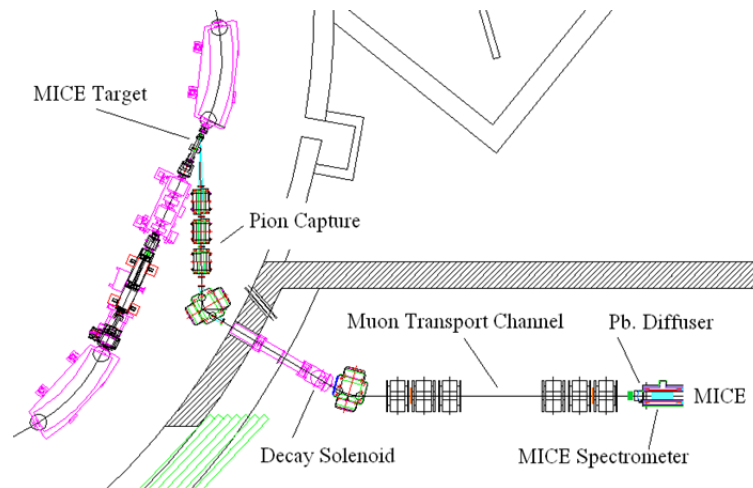 MICE Target
Pion Capture
Muon Transport Channel
Pb. Diffuser
MICE
Decay Solenoid
MICE Spectrometer